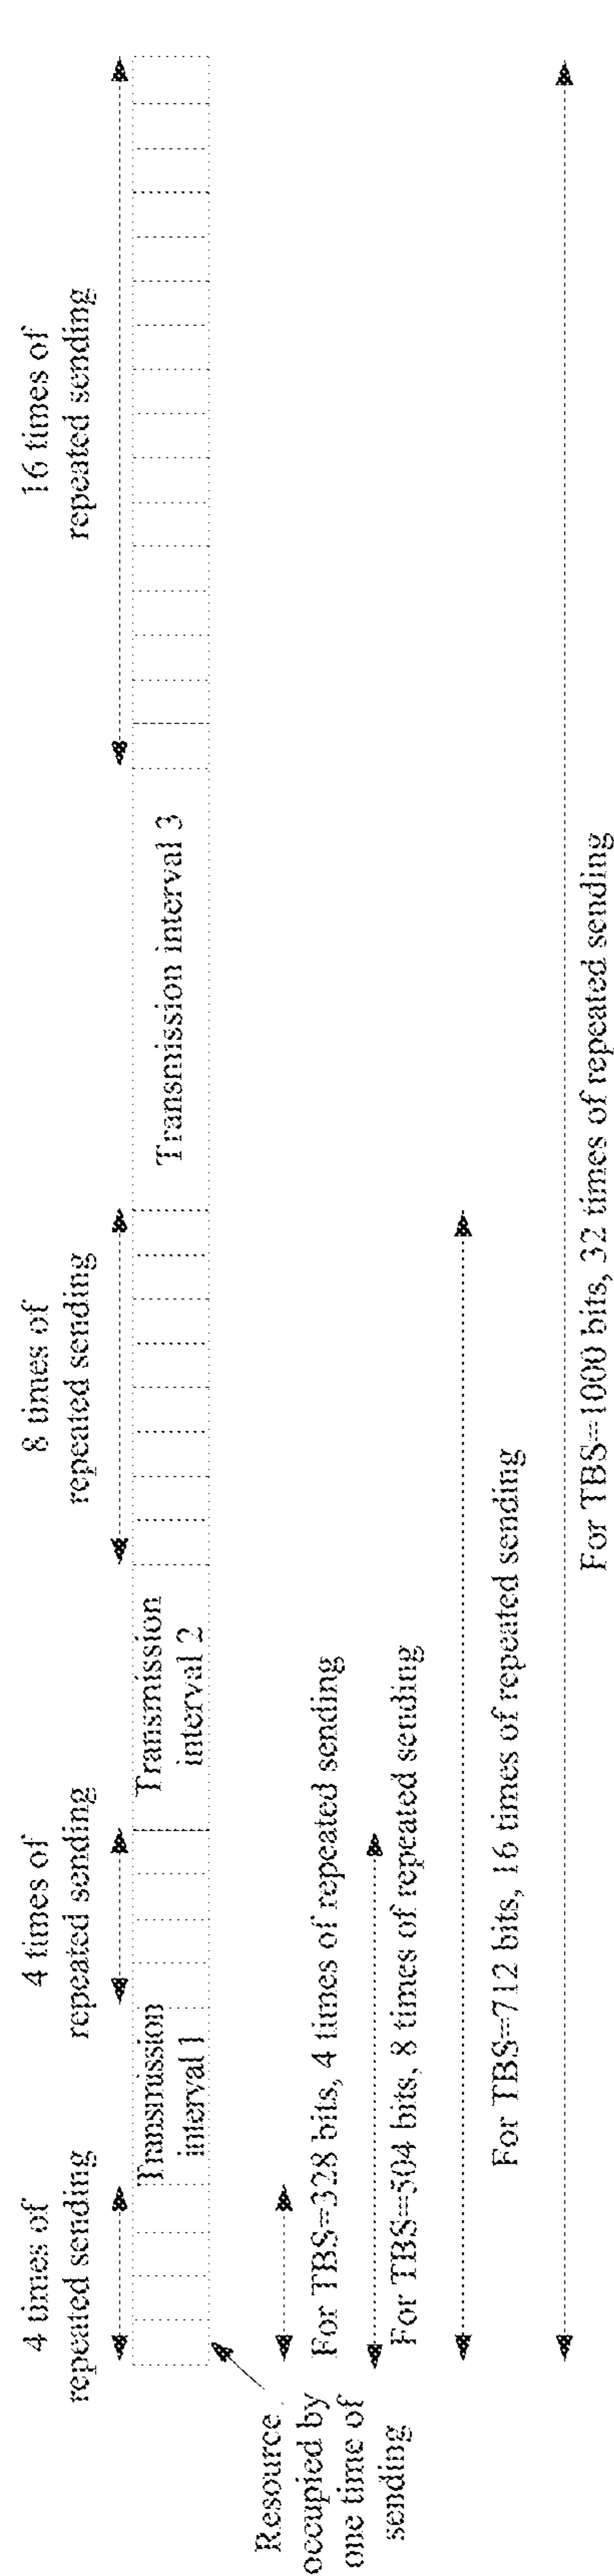 4 times of
repeated sending
4 times of
repeated sending
8 times of
repeated sending
16 times of
repeated sending
Transmission
interval 1
Transmission
interval 2
Transmission interval 3
Resource
occupied by
one time of
sending
For TBS=328 bits, 4 times of repeated sending
For TBS=504 bits, 8 times of repeated sending
For TBS=712 bits, 16 times of repeated sending
For TBS=1000 bits, 32 times of repeated sending